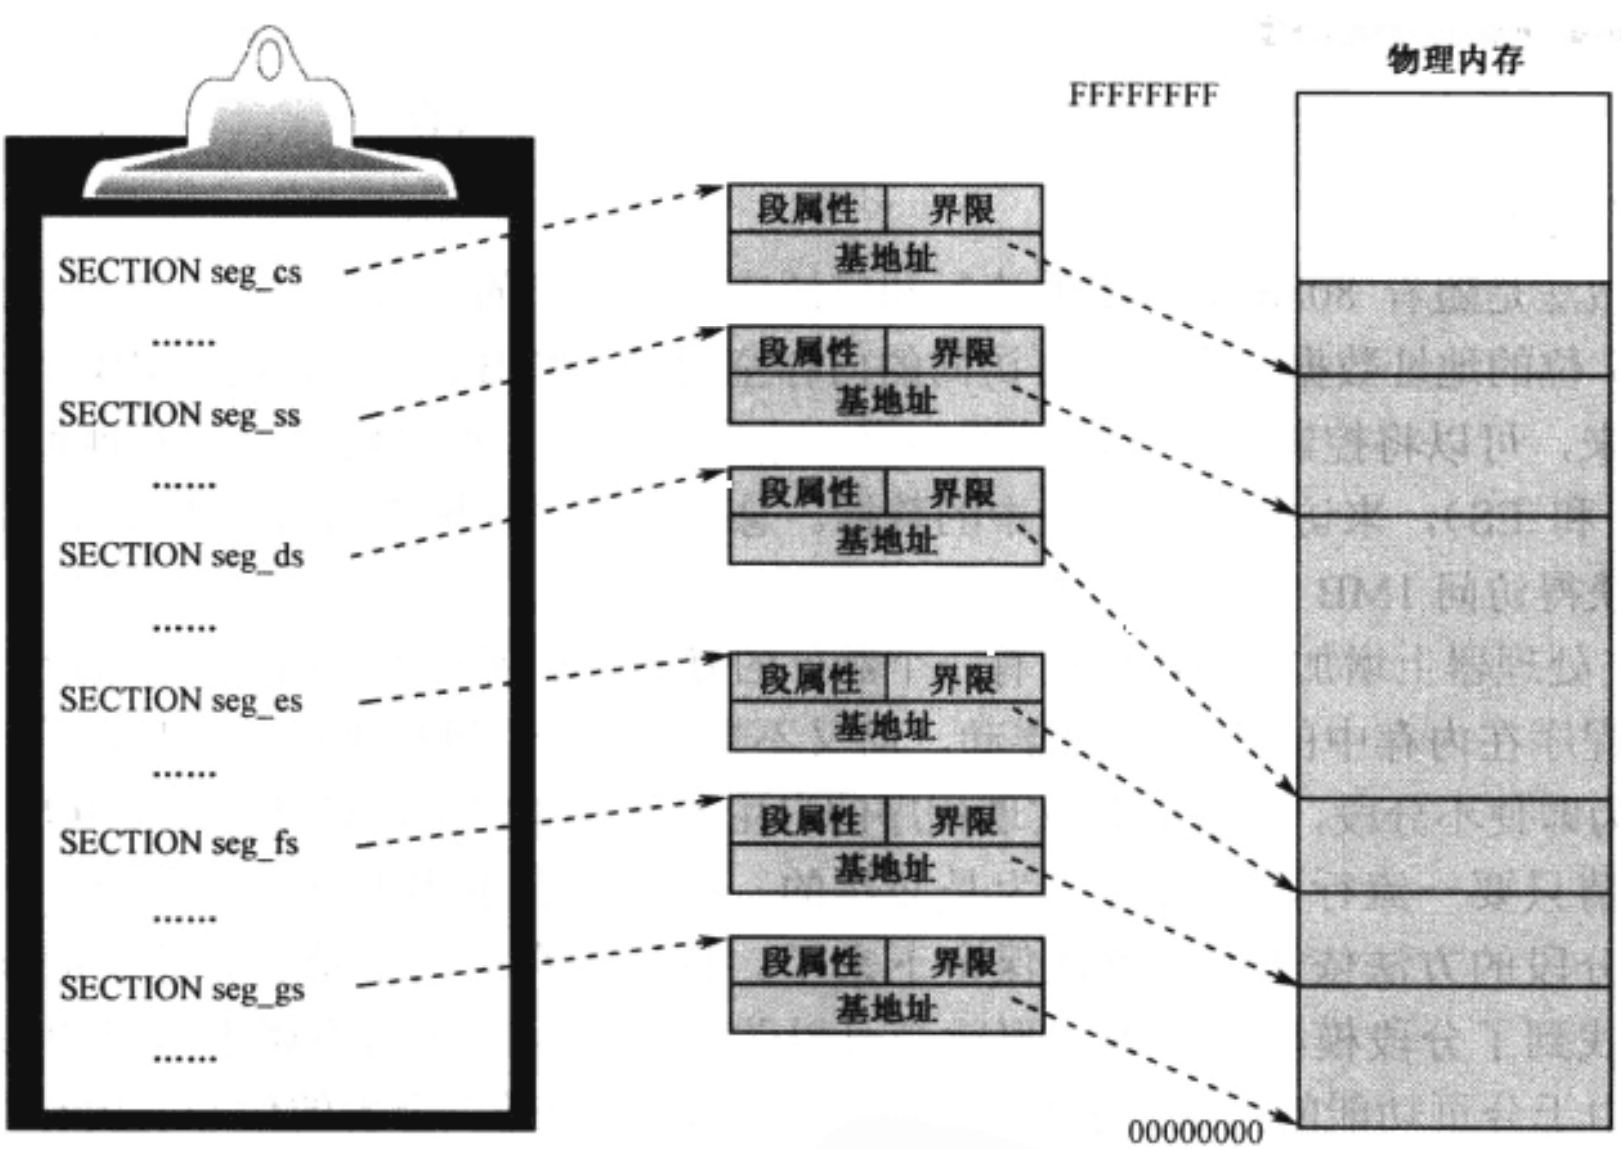 SECTION seg_cs
......
SECTION seg_ss
......
SECTION seg_ds
......
SECTION seg_es
......
SECTION seg_fs
......
SECTION seg_gs
......
段属性 界限
基地址
段属性 界限
基地址
段属性 界限
基地址
段属性 界限
基地址
段属性 界限
基地址
段属性 界限
基地址
物理内存
FFFFFFFF
00000000